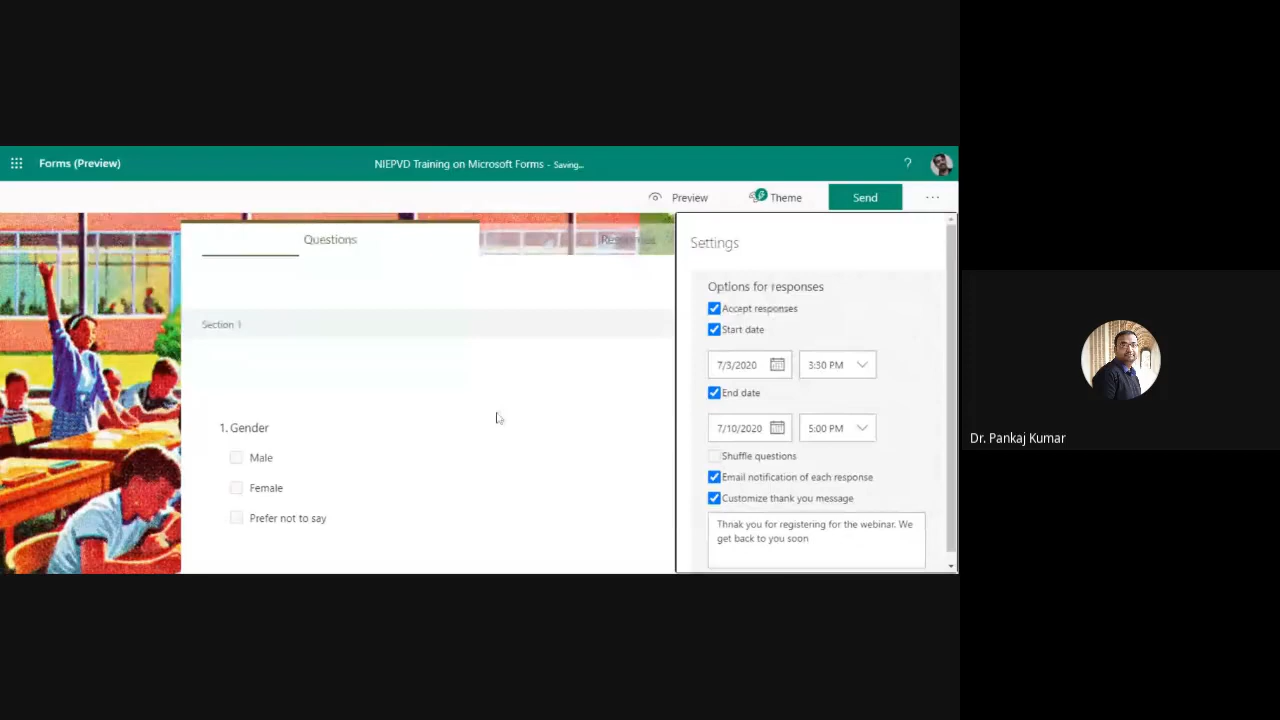 Forms (Preview)
NIEPVD Training on Microsoft Forms - Saving...
?
Preview
Theme
Send
...
Questions
Settings
Options for responses
Accept responses
Start date
7/3/2020 3:30 PM
End date
7/10/2020 5:00 PM
Shuffle questions
Email notification of each response
Customize thank you message
Thnak you for registering for the webinar. We
get back to you soon
Section 1
1. Gender
Male
Female
Prefer not to say
Dr. Pankaj Kumar